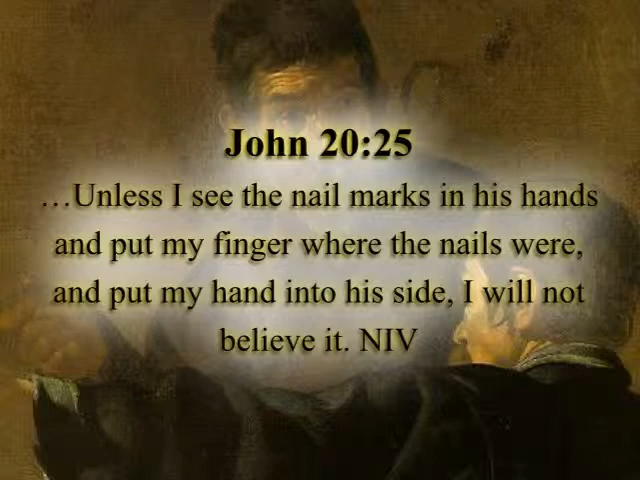 John 20:25
…Unless I see the nail marks in his hands
and put my finger where the nails were,
and put my hand into his side, I will not
believe it. NIV